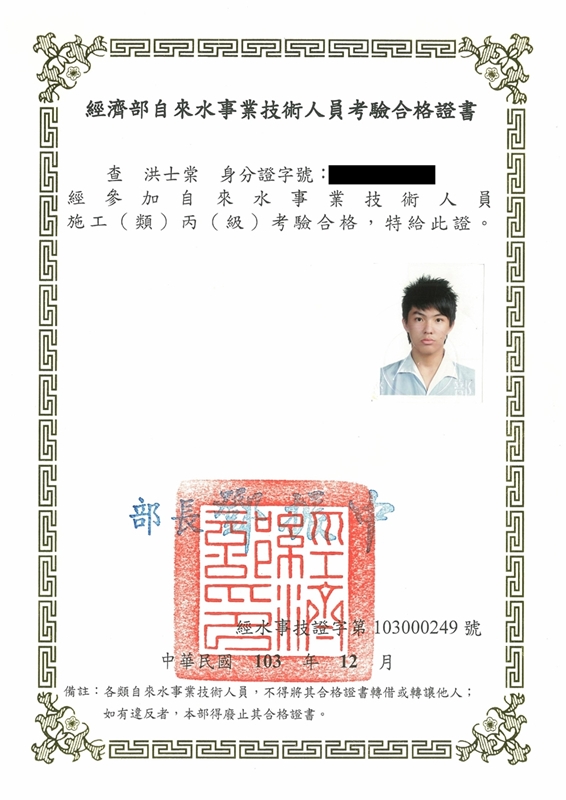 經濟部自來水事業技術人員考驗合格證書
查 洪士棠 身分證字號：
經參加自來水事業技術人員
施工（類）丙（級）考驗合格，特給此證。
部長 鄧振中
經濟部印
經水事技證字第 103000249 號
中華民國 103 年 12 月
備註：各類自來水事業技術人員，不得將其合格證書轉借或轉讓他人；
如有違反者，本部得廢止其合格證書。